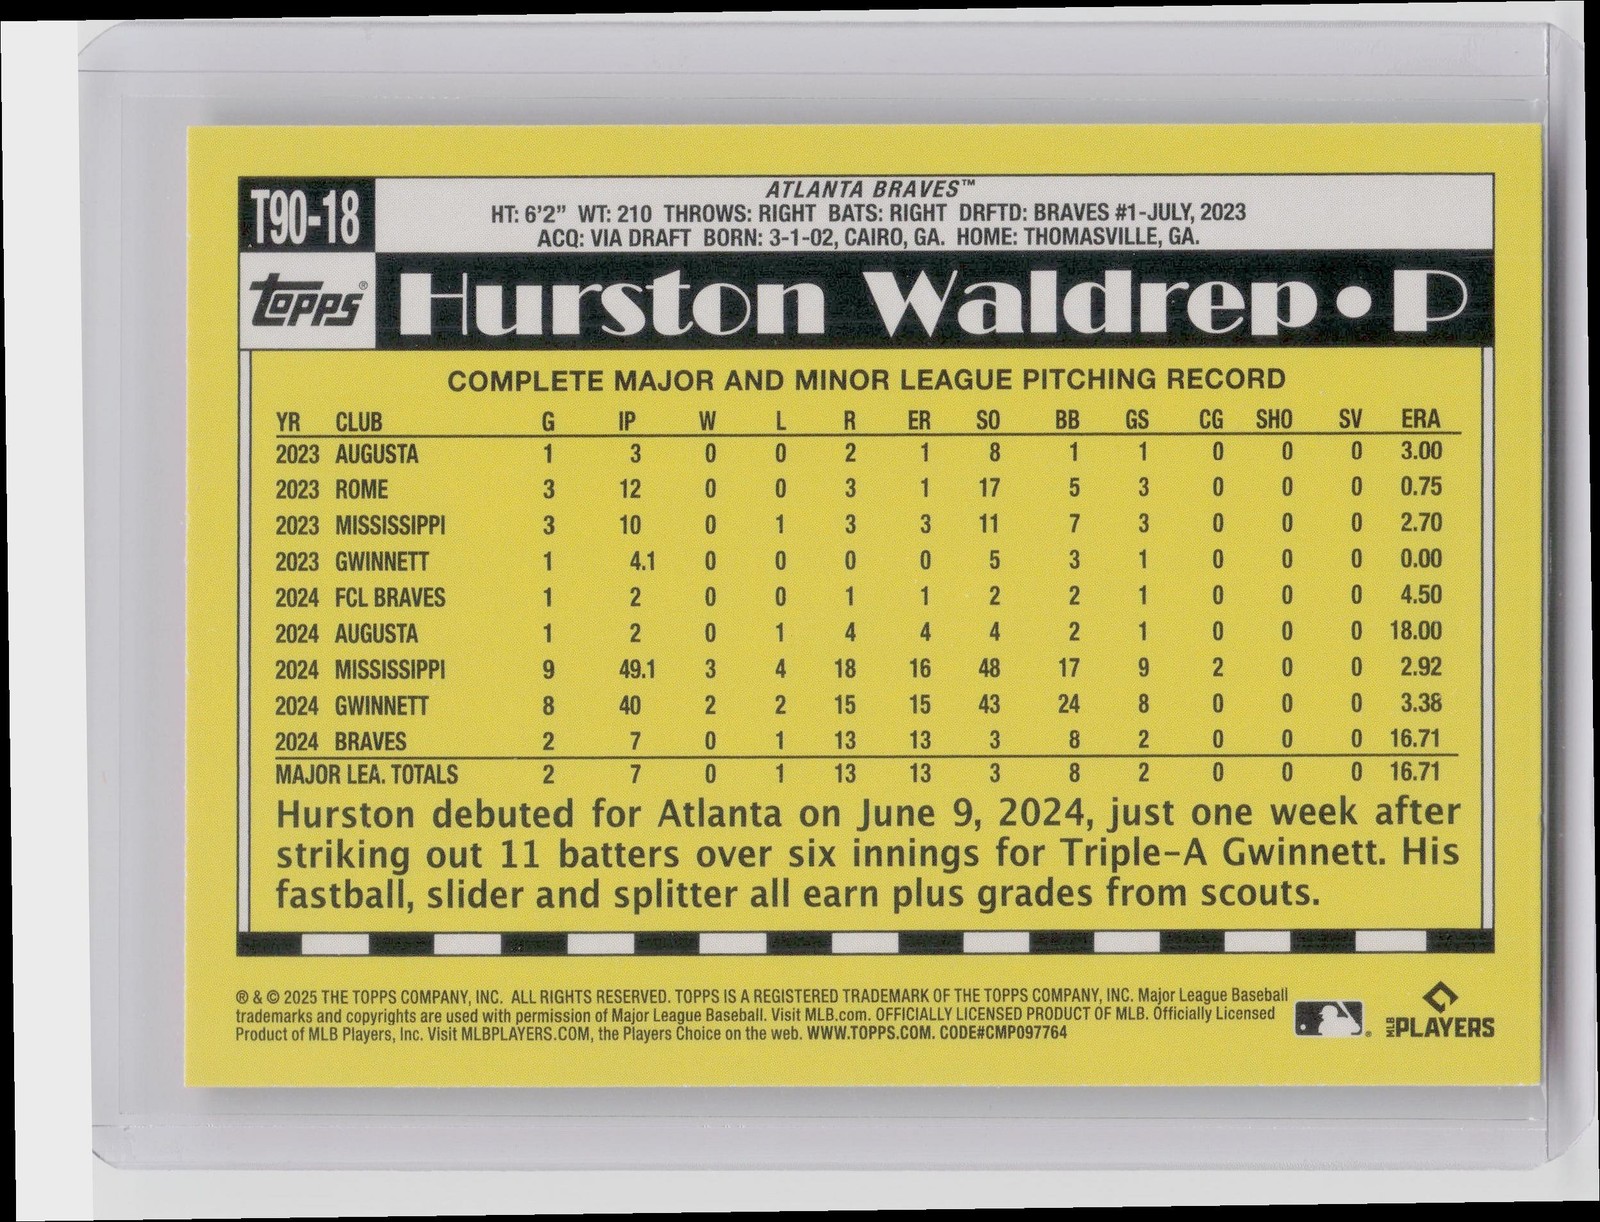 T90-18
ATLANTA BRAVES™
HT: 6'2" WT: 210 THROWS: RIGHT BATS: RIGHT DRFTD: BRAVES #1-JULY, 2023
ACQ: VIA DRAFT BORN: 3-1-02, CAIRO, GA. HOME: THOMASVILLE, GA.
topps®
Hurston Waldrep • P
COMPLETE MAJOR AND MINOR LEAGUE PITCHING RECORD
YR CLUB G IP W L R ER SO BB GS CG SHO SV ERA
2023 AUGUSTA 1 3 0 0 2 1 8 1 1 0 0 0 3.00
2023 ROME 3 12 0 0 3 1 17 5 3 0 0 0 0.75
2023 MISSISSIPPI 3 10 0 1 3 3 11 7 3 0 0 0 2.70
2023 GWINNETT 1 4.1 0 0 0 0 5 3 1 0 0 0 0.00
2024 FCL BRAVES 1 2 0 0 1 1 2 2 1 0 0 0 4.50
2024 AUGUSTA 1 2 0 1 4 4 4 2 1 0 0 0 18.00
2024 MISSISSIPPI 9 49.1 3 4 18 16 48 17 9 2 0 0 2.92
2024 GWINNETT 8 40 2 2 15 15 43 24 8 0 0 0 3.38
2024 BRAVES 2 7 0 1 13 13 3 8 2 0 0 0 16.71
MAJOR LEA. TOTALS 2 7 0 1 13 13 3 8 2 0 0 0 16.71
Hurston debuted for Atlanta on June 9, 2024, just one week after
striking out 11 batters over six innings for Triple-A Gwinnett. His
fastball, slider and splitter all earn plus grades from scouts.
® & © 2025 THE TOPPS COMPANY, INC. ALL RIGHTS RESERVED. TOPPS IS A REGISTERED TRADEMARK OF THE TOPPS COMPANY, INC. Major League Baseball
trademarks and copyrights are used with permission of Major League Baseball. Visit MLB.com. OFFICIALLY LICENSED PRODUCT OF MLB. Officially Licensed
Product of MLB Players, Inc. Visit MLBPLAYERS.COM, the Players Choice on the web. WWW.TOPPS.COM. CODE#CMP097764
®
MLB PLAYERS